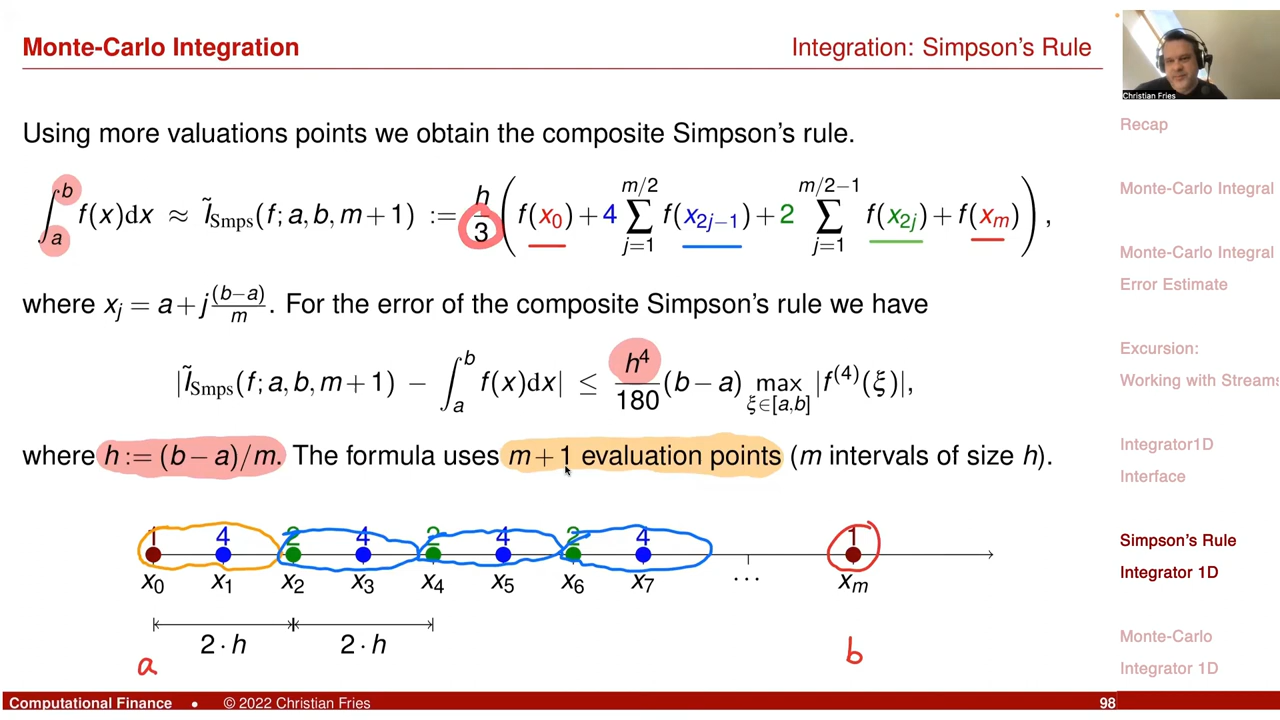 Monte-Carlo Integration
Integration: Simpson's Rule
Christian Fries
Using more valuations points we obtain the composite Simpson's rule.
∫_a^b f(x)dx ≈ Ĩ_Smps(f; a, b, m+1) := h/3 ( f(x_0) + 4 ∑_{j=1}^{m/2} f(x_{2j−1}) + 2 ∑_{j=1}^{m/2−1} f(x_{2j}) + f(x_m) ),
where x_j = a + j (b−a)/m. For the error of the composite Simpson's rule we have
|Ĩ_Smps(f; a, b, m+1) − ∫_a^b f(x)dx| ≤ h^4/180 (b−a) max_{ξ∈[a,b]} |f^(4)(ξ)|,
where h := (b−a)/m. The formula uses m+1 evaluation points (m intervals of size h).
1 4 2 4 2 4 2 4 1
x_0 x_1 x_2 x_3 x_4 x_5 x_6 x_7 ... x_m
2·h 2·h
a b
Recap
Monte-Carlo Integral
Monte-Carlo Integral
Error Estimate
Excursion:
Working with Streams
Integrator1D
Interface
Simpson's Rule
Integrator 1D
Monte-Carlo
Integrator 1D
Computational Finance • © 2022 Christian Fries 98